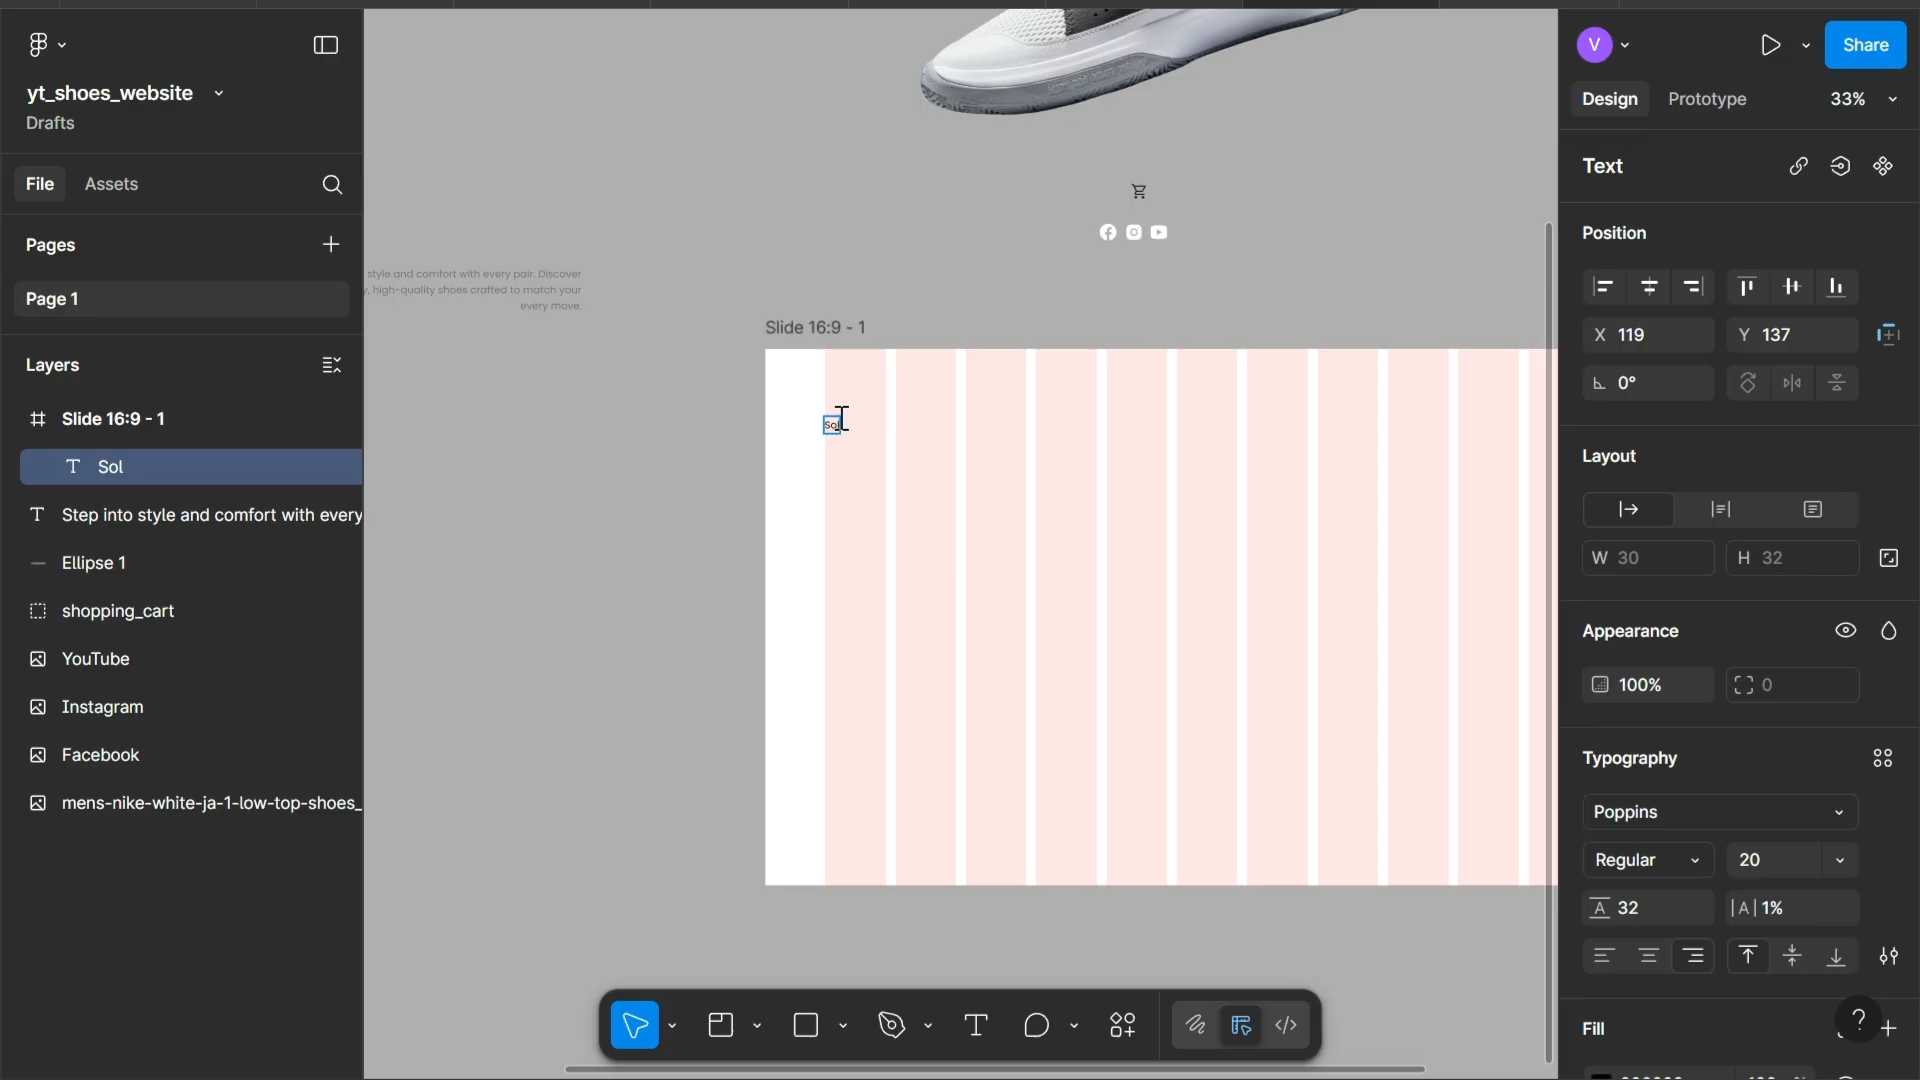 yt_shoes_website
Drafts
File
Assets
Pages
Page 1
Layers
Slide 16:9 - 1
Sol
Step into style and comfort with every
Ellipse 1
shopping_cart
YouTube
Instagram
Facebook
mens-nike-white-ja-1-low-top-shoes_
style and comfort with every pair. Discover
, high-quality shoes crafted to match your
every move.
Slide 16:9 - 1
Sol
V
Share
Design
Prototype
33%
Text
Position
X 119
Y 137
0°
Layout
W 30
H 32
Appearance
100%
0
Typography
Poppins
Regular
20
A 32
|A| 1%
Fill
?